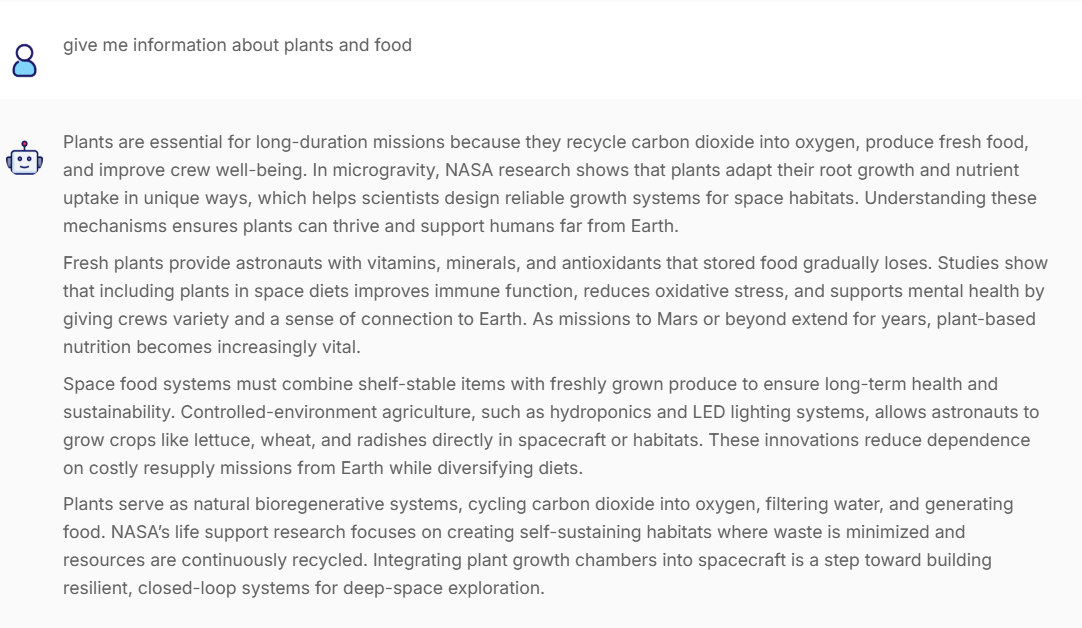 give me information about plants and food
Plants are essential for long-duration missions because they recycle carbon dioxide into oxygen, produce fresh food,
and improve crew well-being. In microgravity, NASA research shows that plants adapt their root growth and nutrient
uptake in unique ways, which helps scientists design reliable growth systems for space habitats. Understanding these
mechanisms ensures plants can thrive and support humans far from Earth.
Fresh plants provide astronauts with vitamins, minerals, and antioxidants that stored food gradually loses. Studies show
that including plants in space diets improves immune function, reduces oxidative stress, and supports mental health by
giving crews variety and a sense of connection to Earth. As missions to Mars or beyond extend for years, plant-based
nutrition becomes increasingly vital.
Space food systems must combine shelf-stable items with freshly grown produce to ensure long-term health and
sustainability. Controlled-environment agriculture, such as hydroponics and LED lighting systems, allows astronauts to
grow crops like lettuce, wheat, and radishes directly in spacecraft or habitats. These innovations reduce dependence
on costly resupply missions from Earth while diversifying diets.
Plants serve as natural bioregenerative systems, cycling carbon dioxide into oxygen, filtering water, and generating
food. NASA’s life support research focuses on creating self-sustaining habitats where waste is minimized and
resources are continuously recycled. Integrating plant growth chambers into spacecraft is a step toward building
resilient, closed-loop systems for deep-space exploration.